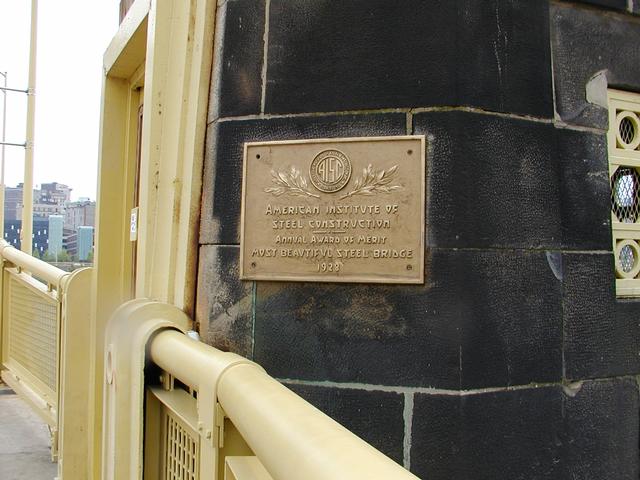 AISC
AMERICAN INSTITUTE OF
STEEL CONSTRUCTION
ANNUAL AWARD OF MERIT
MOST BEAUTIFUL STEEL BRIDGE
1928